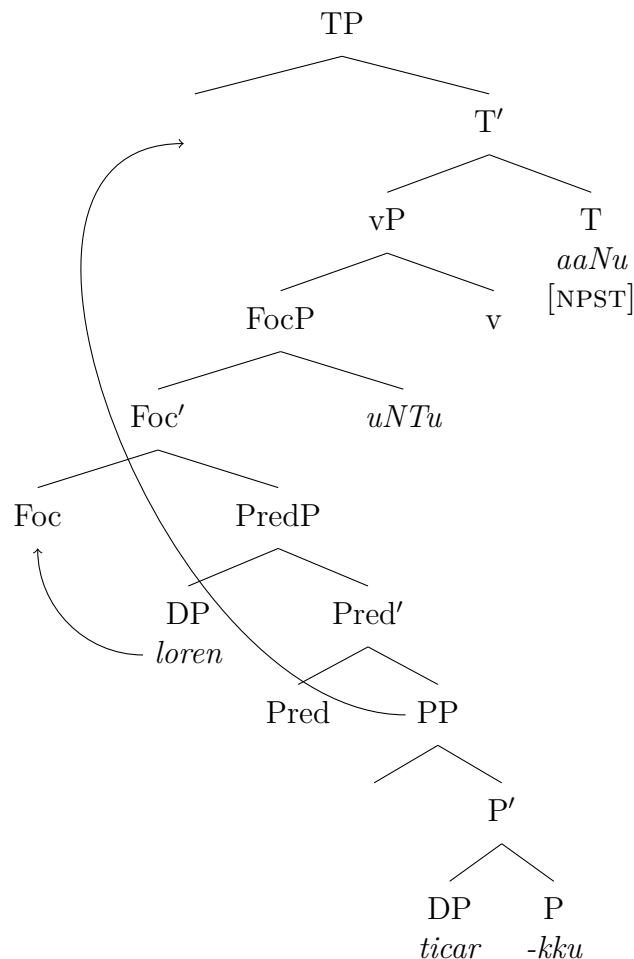 TP
T′
vP T
aaNu
[NPST]
FocP v
Foc′ uNTu
Foc PredP
DP Pred′
loren
Pred PP
P′
DP P
ticar -kku